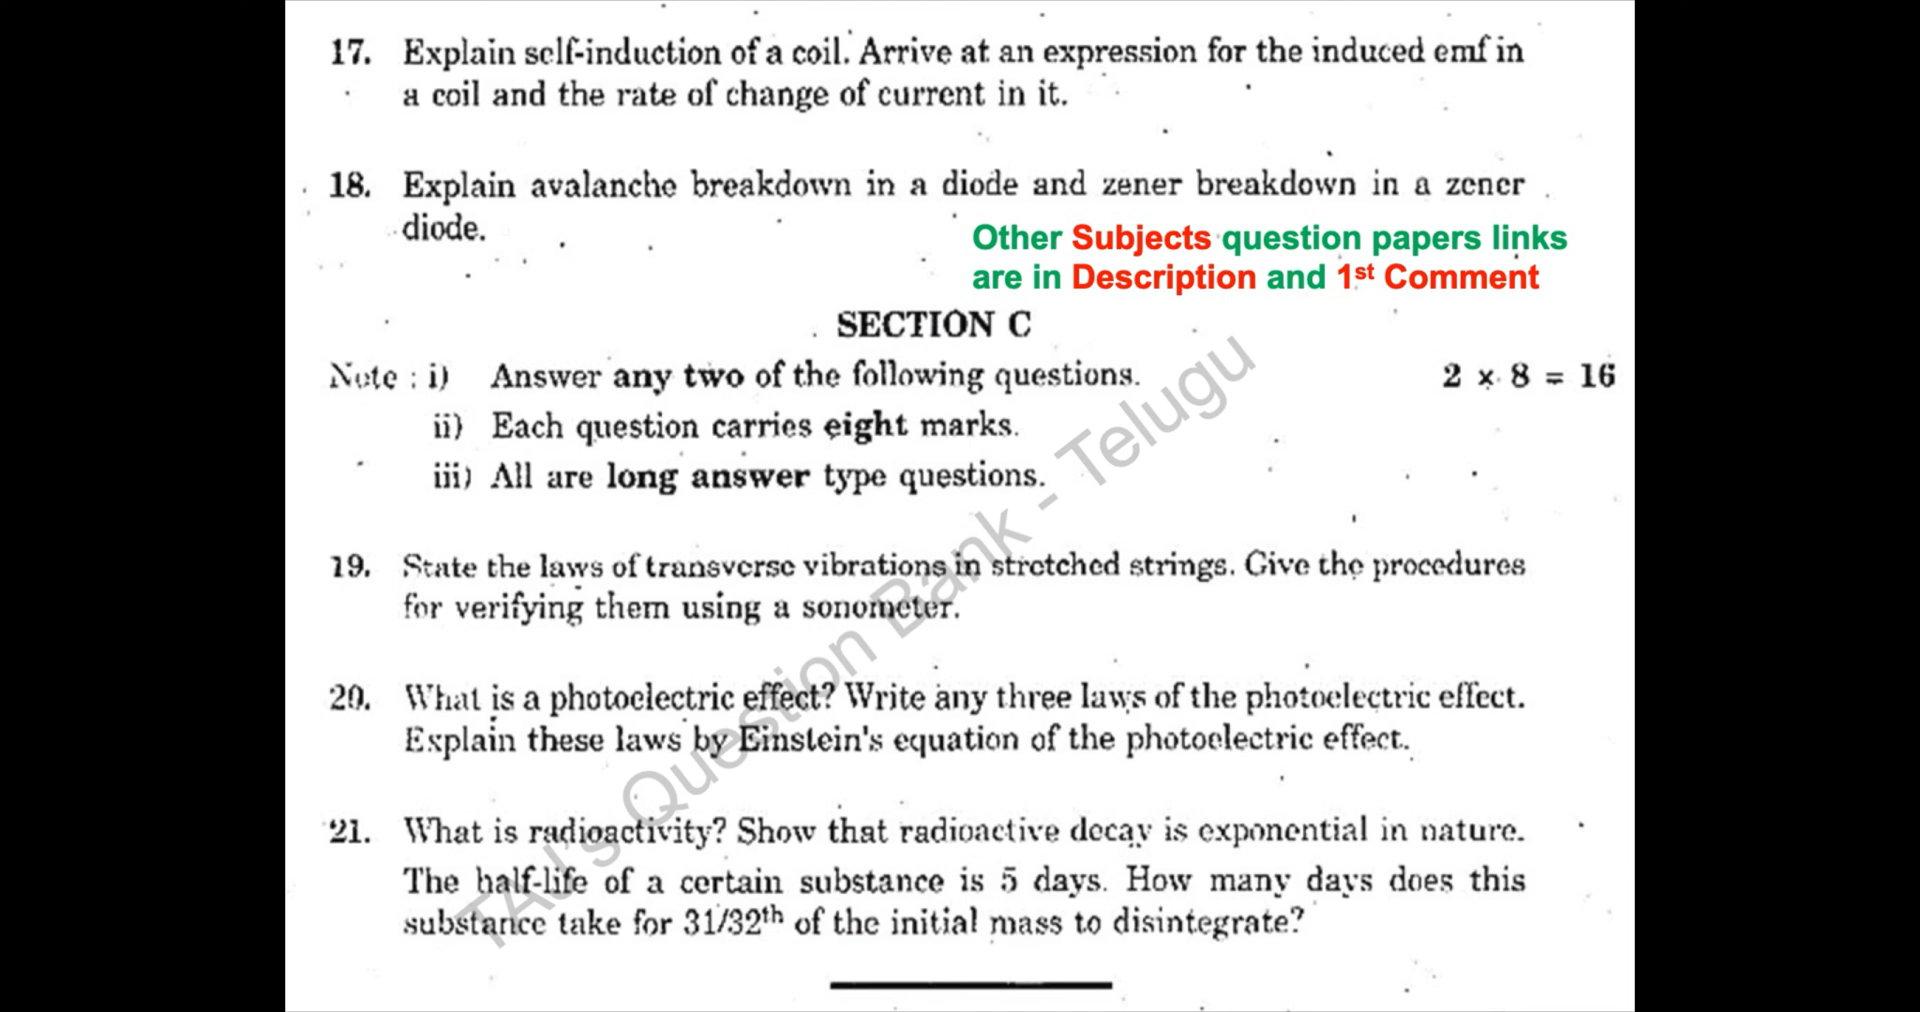 17. Explain self-induction of a coil. Arrive at an expression for the induced emf in
a coil and the rate of change of current in it.
18. Explain avalanche breakdown in a diode and zener breakdown in a zener
diode.
Other Subjects question papers links
are in Description and 1st Comment
SECTION C
Note : i) Answer any two of the following questions. 2 × 8 = 16
ii) Each question carries eight marks.
iii) All are long answer type questions.
19. State the laws of transverse vibrations in stretched strings. Give the procedures
for verifying them using a sonometer.
20. What is a photoelectric effect? Write any three laws of the photoelectric effect.
Explain these laws by Einstein's equation of the photoelectric effect.
21. What is radioactivity? Show that radioactive decay is exponential in nature.
The half-life of a certain substance is 5 days. How many days does this
substance take for 31/32th of the initial mass to disintegrate?
TAJ's Question Bank - Telugu